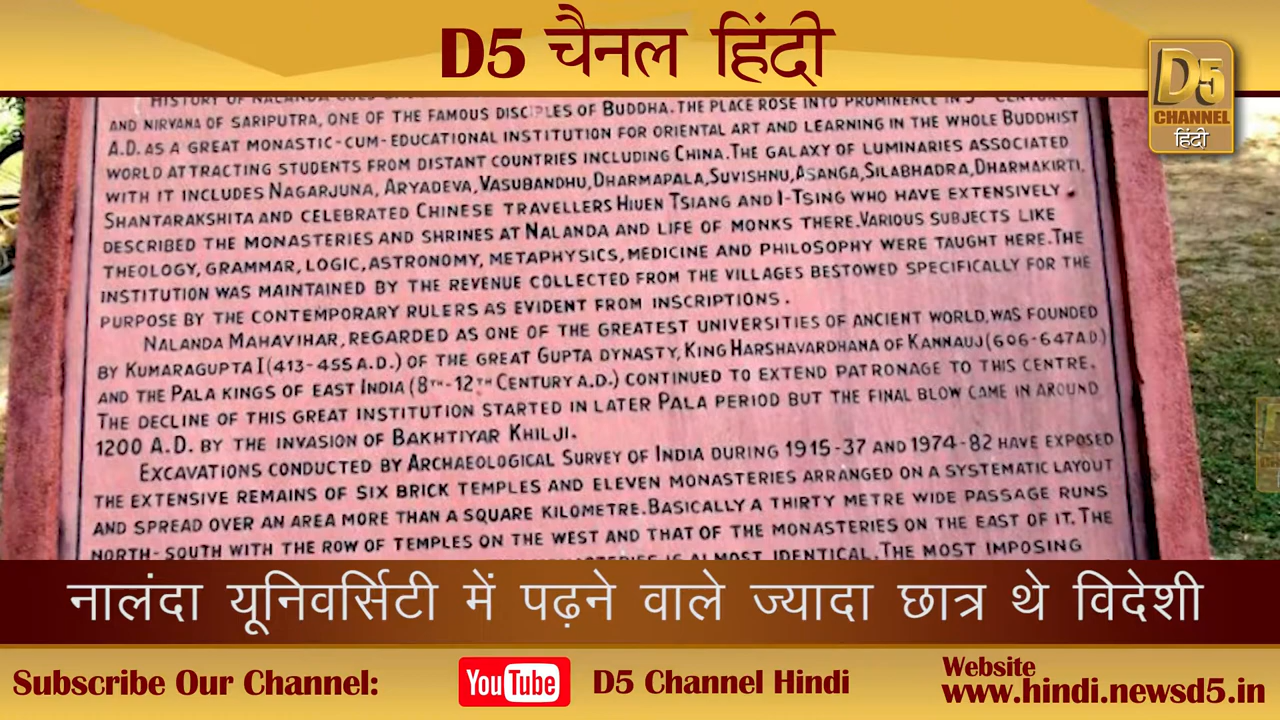 D5 चैनल हिंदी
D5
CHANNEL
हिंदी
HISTORY OF NALANDA
AND NIRVANA OF SARIPUTRA, ONE OF THE FAMOUS DISCIPLES OF BUDDHA. THE PLACE ROSE INTO PROMINENCE IN 5TH CENTURY
A.D. AS A GREAT MONASTIC-CUM-EDUCATIONAL INSTITUTION FOR ORIENTAL ART AND LEARNING IN THE WHOLE BUDDHIST
WORLD ATTRACTING STUDENTS FROM DISTANT COUNTRIES INCLUDING CHINA. THE GALAXY OF LUMINARIES ASSOCIATED
WITH IT INCLUDES NAGARJUNA, ARYADEVA, VASUBANDHU, DHARMAPALA, SUVISHNU, ASANGA, SILABHADRA, DHARMAKIRTI,
SHANTARAKSHITA AND CELEBRATED CHINESE TRAVELLERS HIUEN TSIANG AND I-TSING WHO HAVE EXTENSIVELY
DESCRIBED THE MONASTERIES AND SHRINES AT NALANDA AND LIFE OF MONKS THERE. VARIOUS SUBJECTS LIKE
THEOLOGY, GRAMMAR, LOGIC, ASTRONOMY, METAPHYSICS, MEDICINE AND PHILOSOPHY WERE TAUGHT HERE. THE
INSTITUTION WAS MAINTAINED BY THE REVENUE COLLECTED FROM THE VILLAGES BESTOWED SPECIFICALLY FOR THE
PURPOSE BY THE CONTEMPORARY RULERS AS EVIDENT FROM INSCRIPTIONS.
NALANDA MAHAVIHAR, REGARDED AS ONE OF THE GREATEST UNIVERSITIES OF ANCIENT WORLD, WAS FOUNDED
BY KUMARAGUPTA I (413-455 A.D.) OF THE GREAT GUPTA DYNASTY, KING HARSHAVARDHANA OF KANNAUJ (606-647 A.D.)
AND THE PALA KINGS OF EAST INDIA (8TH-12TH CENTURY A.D.) CONTINUED TO EXTEND PATRONAGE TO THIS CENTRE.
THE DECLINE OF THIS GREAT INSTITUTION STARTED IN LATER PALA PERIOD BUT THE FINAL BLOW CAME IN AROUND
1200 A.D. BY THE INVASION OF BAKHTIYAR KHILJI.
EXCAVATIONS CONDUCTED BY ARCHAEOLOGICAL SURVEY OF INDIA DURING 1915-37 AND 1974-82 HAVE EXPOSED
THE EXTENSIVE REMAINS OF SIX BRICK TEMPLES AND ELEVEN MONASTERIES ARRANGED ON A SYSTEMATIC LAYOUT
AND SPREAD OVER AN AREA MORE THAN A SQUARE KILOMETRE. BASICALLY A THIRTY METRE WIDE PASSAGE RUNS
NORTH-SOUTH WITH THE ROW OF TEMPLES ON THE WEST AND THAT OF THE MONASTERIES ON THE EAST OF IT. THE
IS ALMOST IDENTICAL. THE MOST IMPOSING
नालंदा यूनिवर्सिटी में पढ़ने वाले ज्यादा छात्र थे विदेशी
Subscribe Our Channel:
YouTube
D5 Channel Hindi
Website
www.hindi.newsd5.in